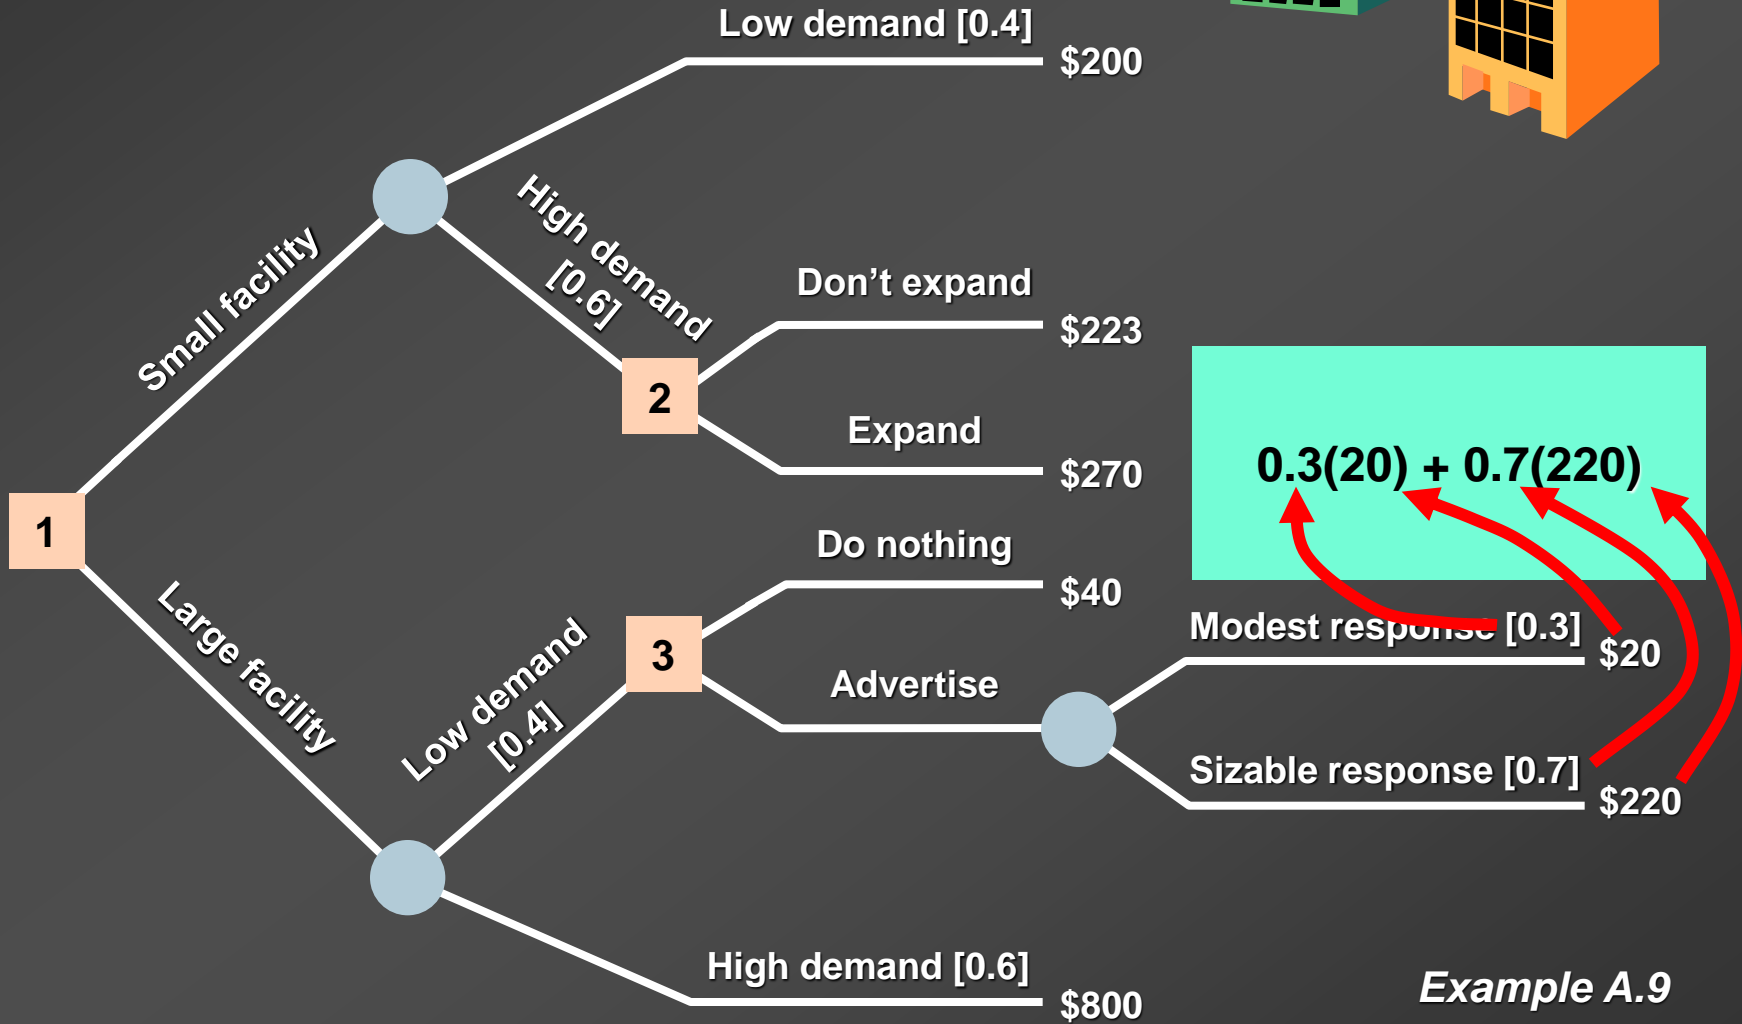 Low demand [0.4]
$200
High demand
[0.6]
Small facility
Don’t expand
$223
2
Expand
$270
0.3(20) + 0.7(220)
1
Do nothing
$40
Large facility
Low demand
[0.4]
3
Modest response [0.3]
$20
Advertise
Sizable response [0.7]
$220
High demand [0.6]
$800
Example A.9